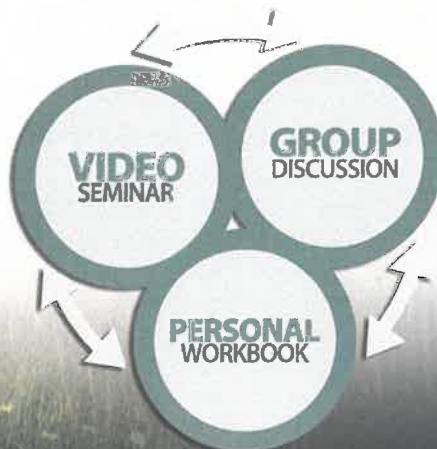 VIDEO
SEMINAR
GROUP
DISCUSSION
PERSONAL
WORKBOOK